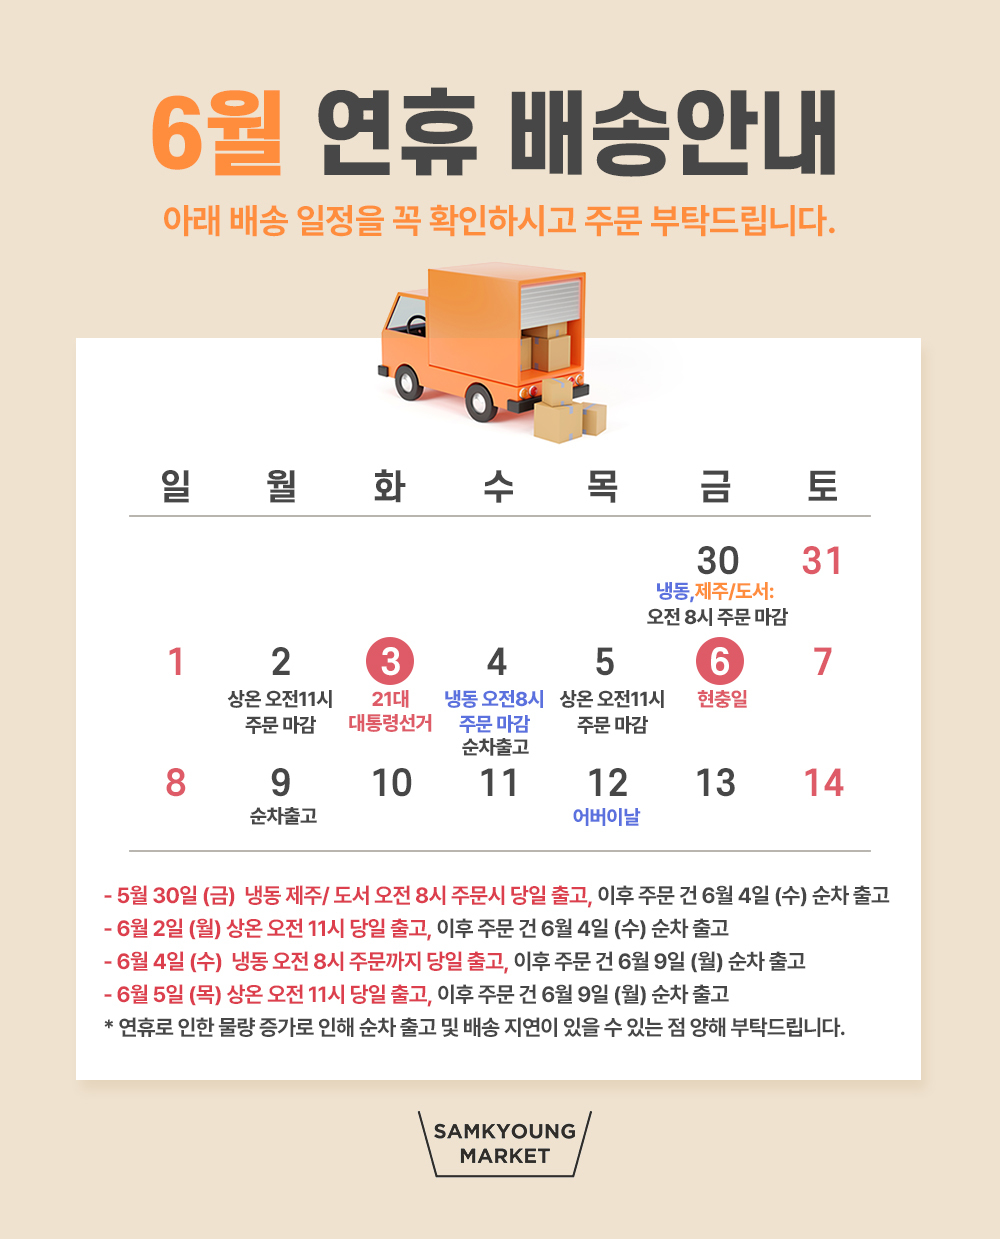 6월 연휴 배송안내
아래 배송 일정을 꼭 확인하시고 주문 부탁드립니다.
일 월 화 수 목 금 토
30 31
냉동,제주/도서:
오전 8시 주문 마감
1 2 3 4 5 6 7
상온 오전11시
주문 마감
21대
대통령선거
냉동 오전8시
주문 마감
순차출고
상온 오전11시
주문 마감
현충일
8 9 10 11 12 13 14
순차출고
어버이날
- 5월 30일 (금) 냉동 제주/ 도서 오전 8시 주문시 당일 출고, 이후 주문 건 6월 4일 (수) 순차 출고
- 6월 2일 (월) 상온 오전 11시 당일 출고, 이후 주문 건 6월 4일 (수) 순차 출고
- 6월 4일 (수) 냉동 오전 8시 주문까지 당일 출고, 이후 주문 건 6월 9일 (월) 순차 출고
- 6월 5일 (목) 상온 오전 11시 당일 출고, 이후 주문 건 6월 9일 (월) 순차 출고
* 연휴로 인한 물량 증가로 인해 순차 출고 및 배송 지연이 있을 수 있는 점 양해 부탁드립니다.
SAMKYOUNG
MARKET